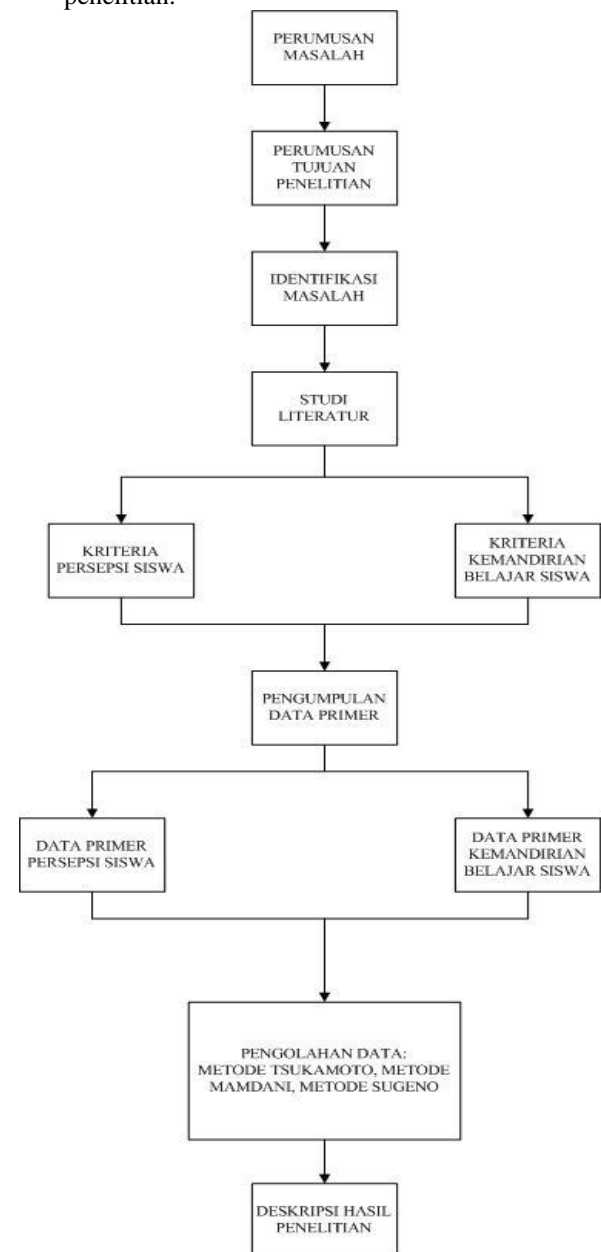 penelitian.
PERUMUSAN
MASALAH
PERUMUSAN
TUJUAN
PENELITIAN
IDENTIFIKASI
MASALAH
STUDI
LITERATUR
KRITERIA
PERSEPSI SISWA
KRITERIA
KEMANDIRIAN
BELAJAR SISWA
PENGUMPULAN
DATA PRIMER
DATA PRIMER
PERSEPSI SISWA
DATA PRIMER
KEMANDIRIAN
BELAJAR SISWA
PENGOLAHAN DATA:
METODE TSUKAMOTO, METODE
MAMDANI, METODE SUGENO
DESKRIPSI HASIL
PENELITIAN